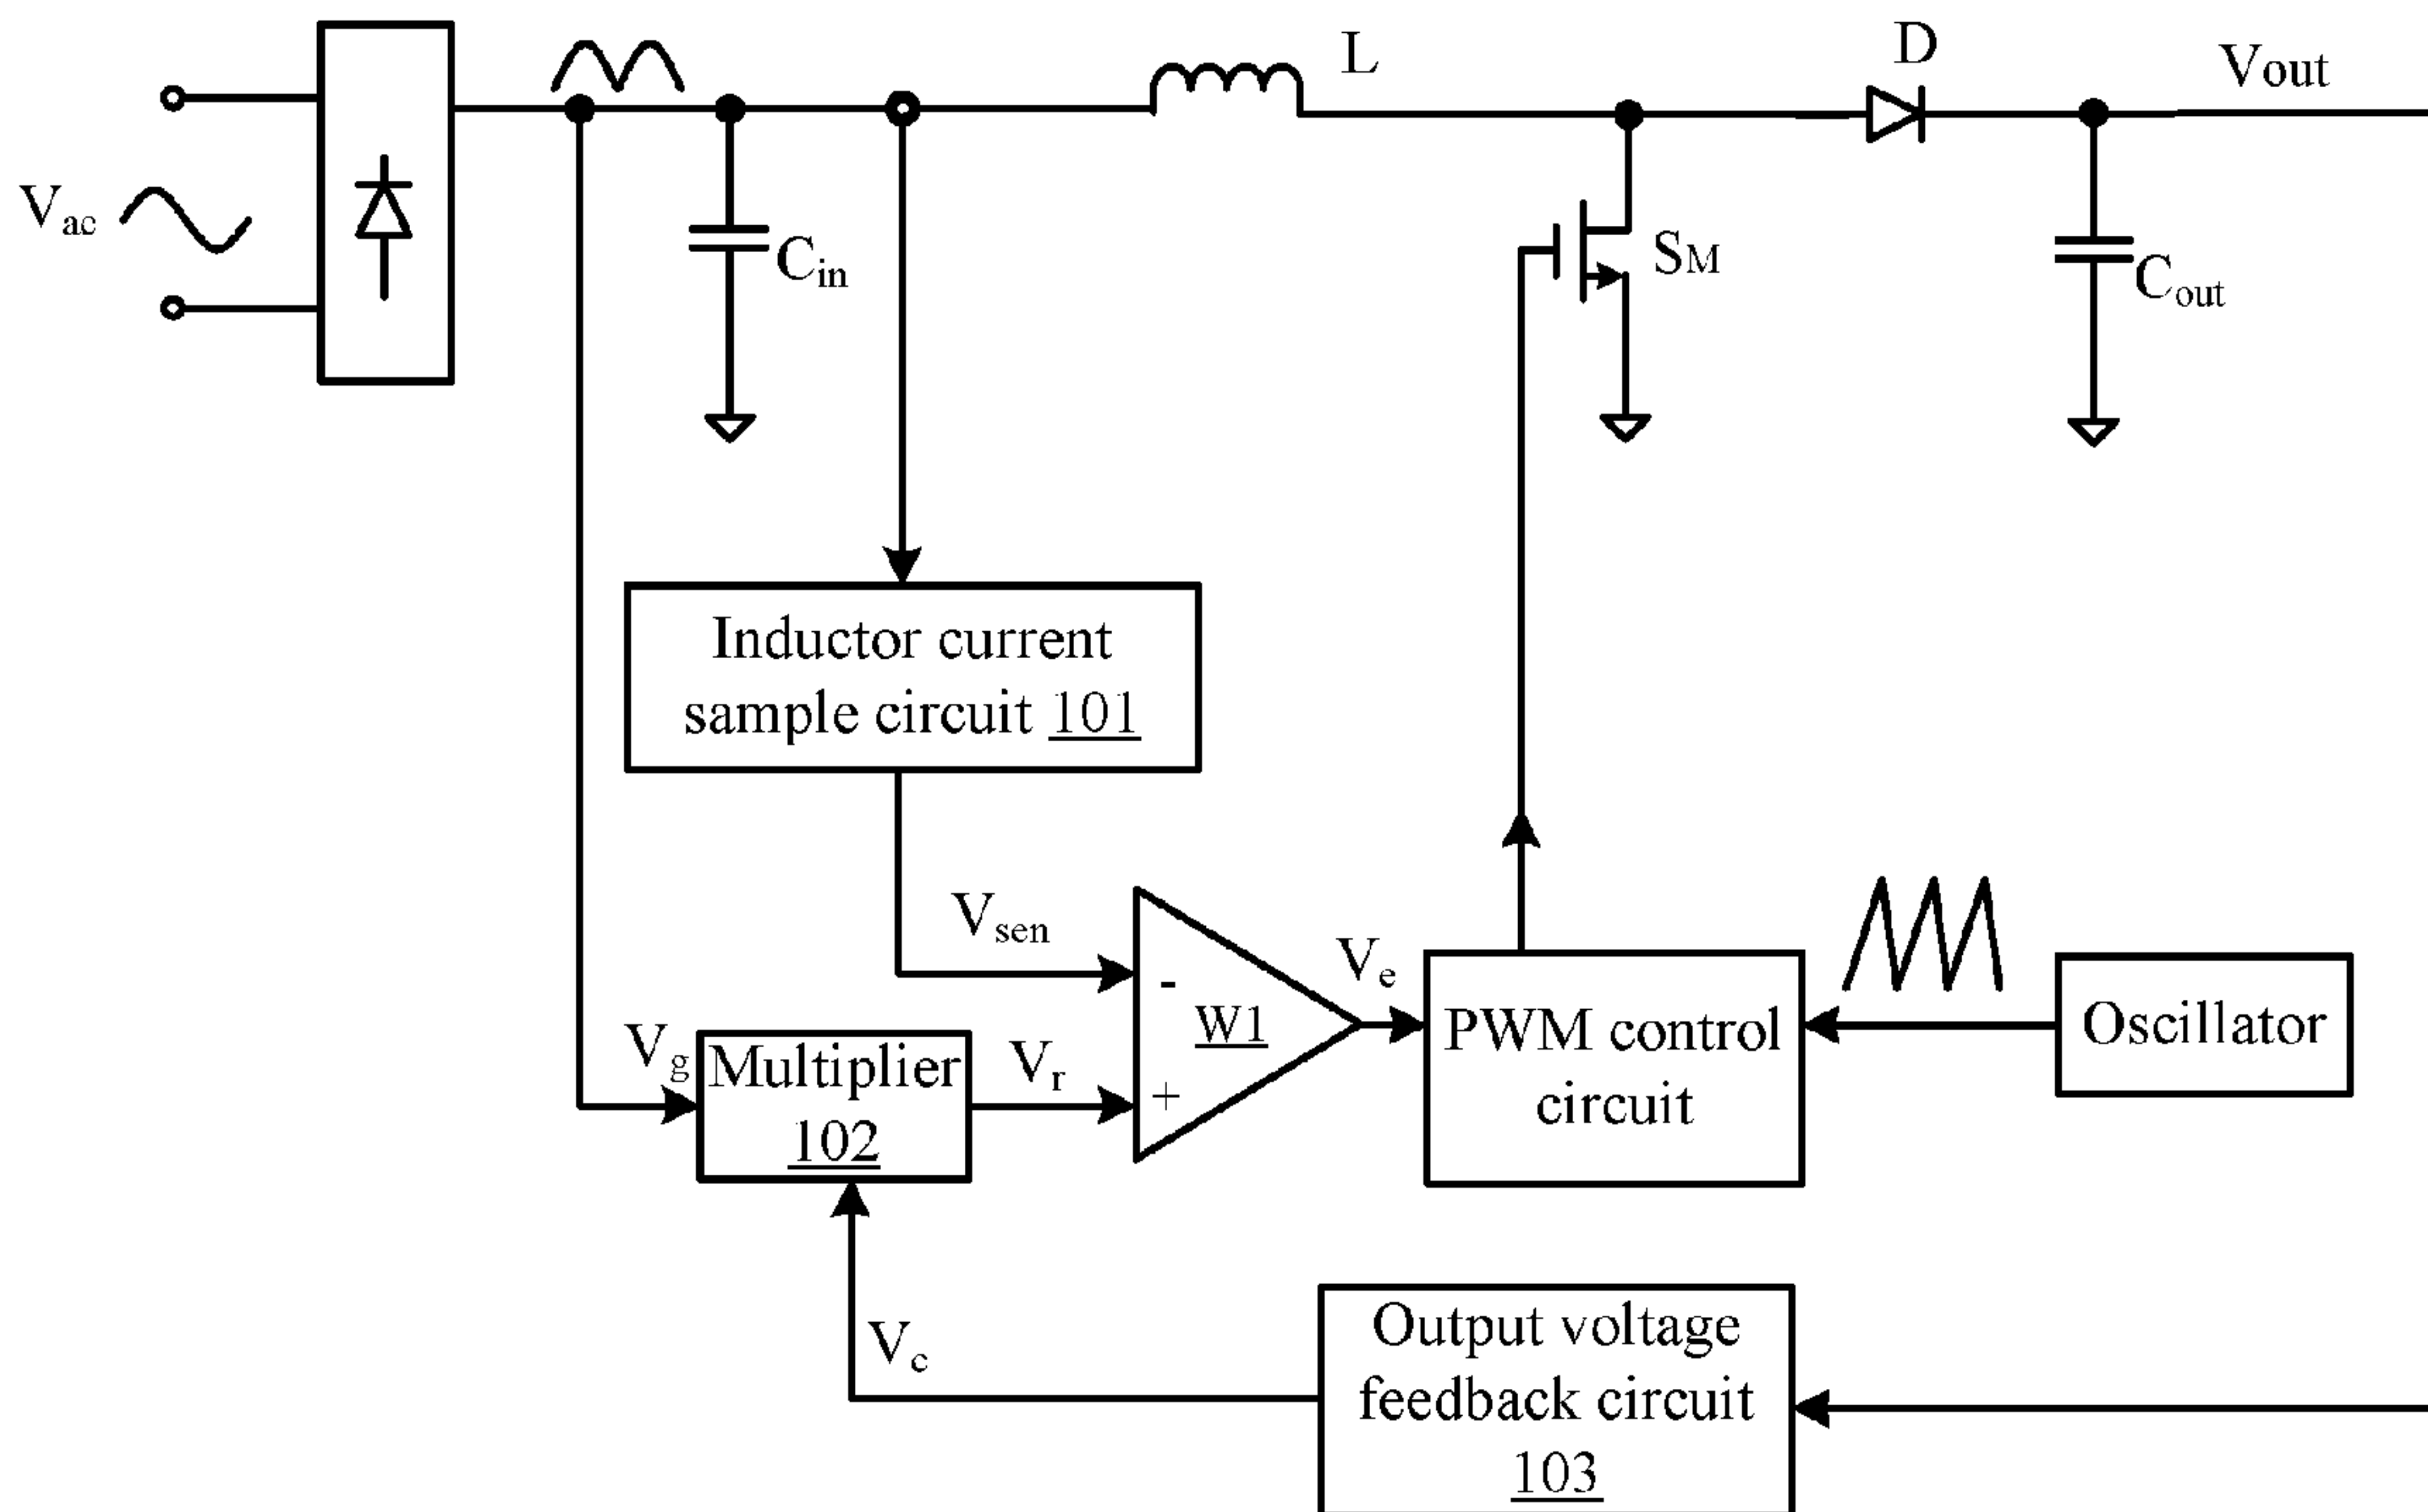 L
D
Vout
Vac
Cin
SM
Cout
Inductor current
sample circuit 101
Vsen
-
W1
+
Ve
PWM control
circuit
Oscillator
Vg
Multiplier
102
Vr
Vc
Output voltage
feedback circuit
103